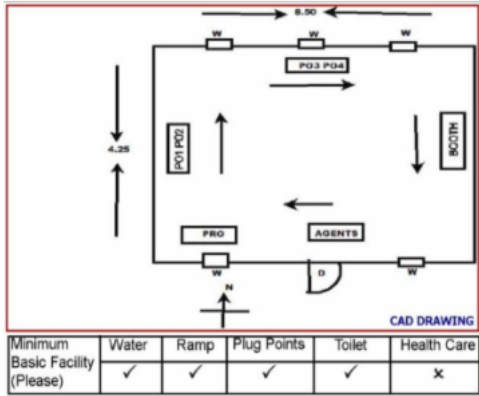 8.50
W W W
PO3 PO4
4.25
PO1 PO2
BOOTH
PRO
AGENTS
W D W
N
CAD DRAWING
Minimum Basic Facility (Please) Water Ramp Plug Points Toilet Health Care
✓ ✓ ✓ ✓ ×